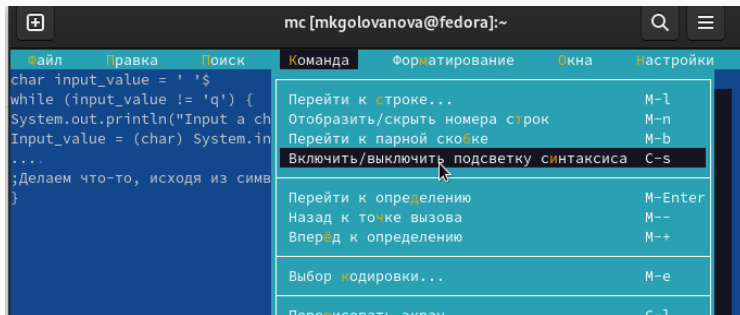 mc [mkgolovanova@fedora]:~
Файл Правка Поиск Команда Форматирование Окна Настройки
char input_value = ' '$
while (input_value != 'q') {
System.out.println("Input a ch
Input_value = (char) System.in
....
;Делаем что-то, исходя из симв
}
Перейти к строке... M-l
Отобразить/скрыть номера строк M-n
Перейти к парной скобке M-b
Включить/выключить подсветку синтаксиса C-s
Перейти к определению M-Enter
Назад к точке вызова M--
Вперёд к определению M-+
Выбор кодировки... M-e